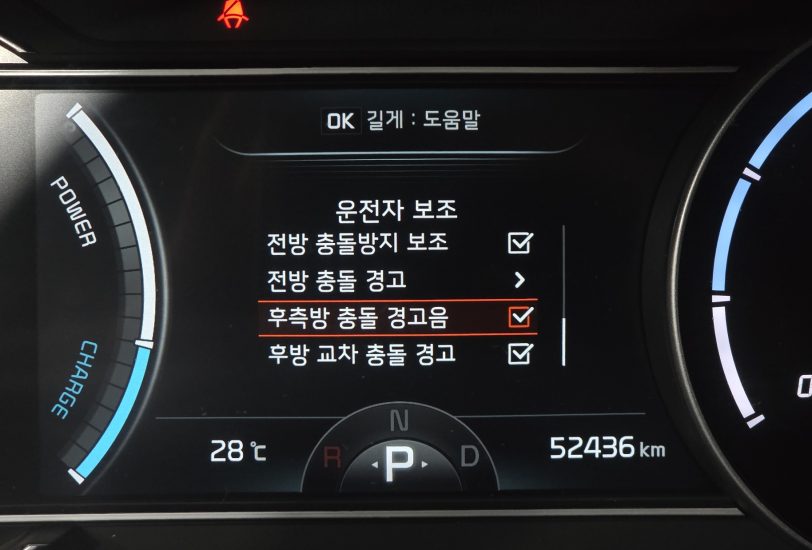 OK 길게 : 도움말
운전자 보조
전방 충돌방지 보조
전방 충돌 경고
후측방 충돌 경고음
후방 교차 충돌 경고
POWER
CHARGE
N
R P D
28 ℃
52436 km
0